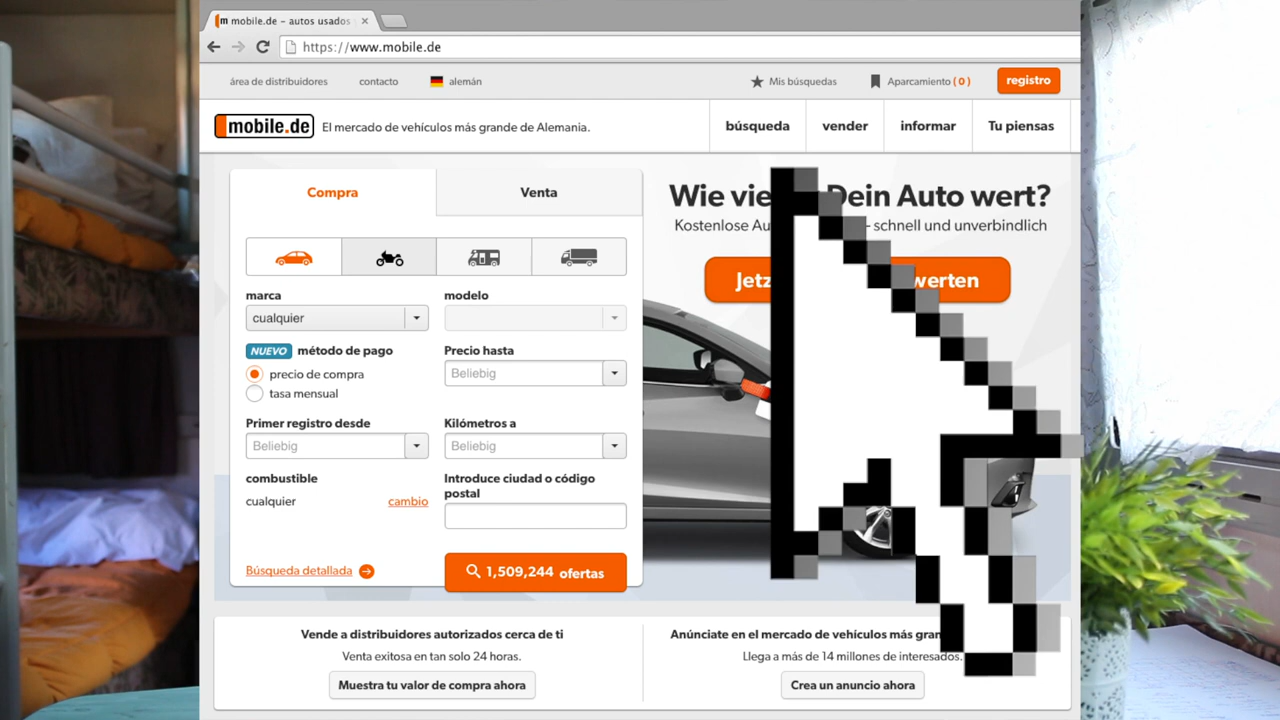 mobile.de – autos usados
https://www.mobile.de
área de distribuidores contacto alemán Mis búsquedas Aparcamiento ( 0 ) registro
mobile.de El mercado de vehículos más grande de Alemania. búsqueda vender informar Tu piensas
Compra Venta
marca modelo
cualquier
NUEVO método de pago Precio hasta
precio de compra Beliebig
tasa mensual
Primer registro desde Kilómetros a
Beliebig Beliebig
combustible Introduce ciudad o código
postal
cualquier cambio
Búsqueda detallada 1,509,244 ofertas
Wie Dein Auto wert?
Kostenlose - schnell und unverbindlich
Vende a distribuidores autorizados cerca de ti
Venta exitosa en tan solo 24 horas.
Muestra tu valor de compra ahora
Anúnciate en el mercado de vehículos más
Llega a más de 14 millones de interesados.
Crea un anuncio ahora